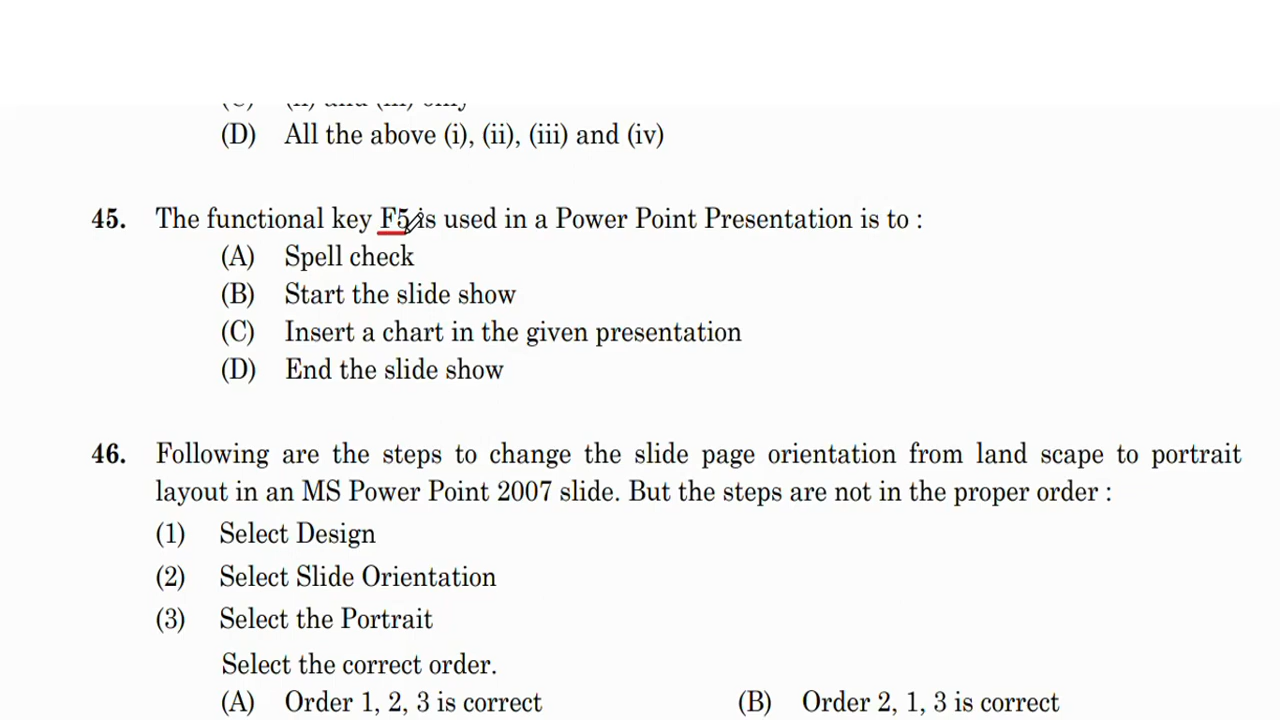 (D) All the above (i), (ii), (iii) and (iv)
45. The functional key F5 is used in a Power Point Presentation is to :
(A) Spell check
(B) Start the slide show
(C) Insert a chart in the given presentation
(D) End the slide show
46. Following are the steps to change the slide page orientation from land scape to portrait
layout in an MS Power Point 2007 slide. But the steps are not in the proper order :
(1) Select Design
(2) Select Slide Orientation
(3) Select the Portrait
Select the correct order.
(A) Order 1, 2, 3 is correct (B) Order 2, 1, 3 is correct